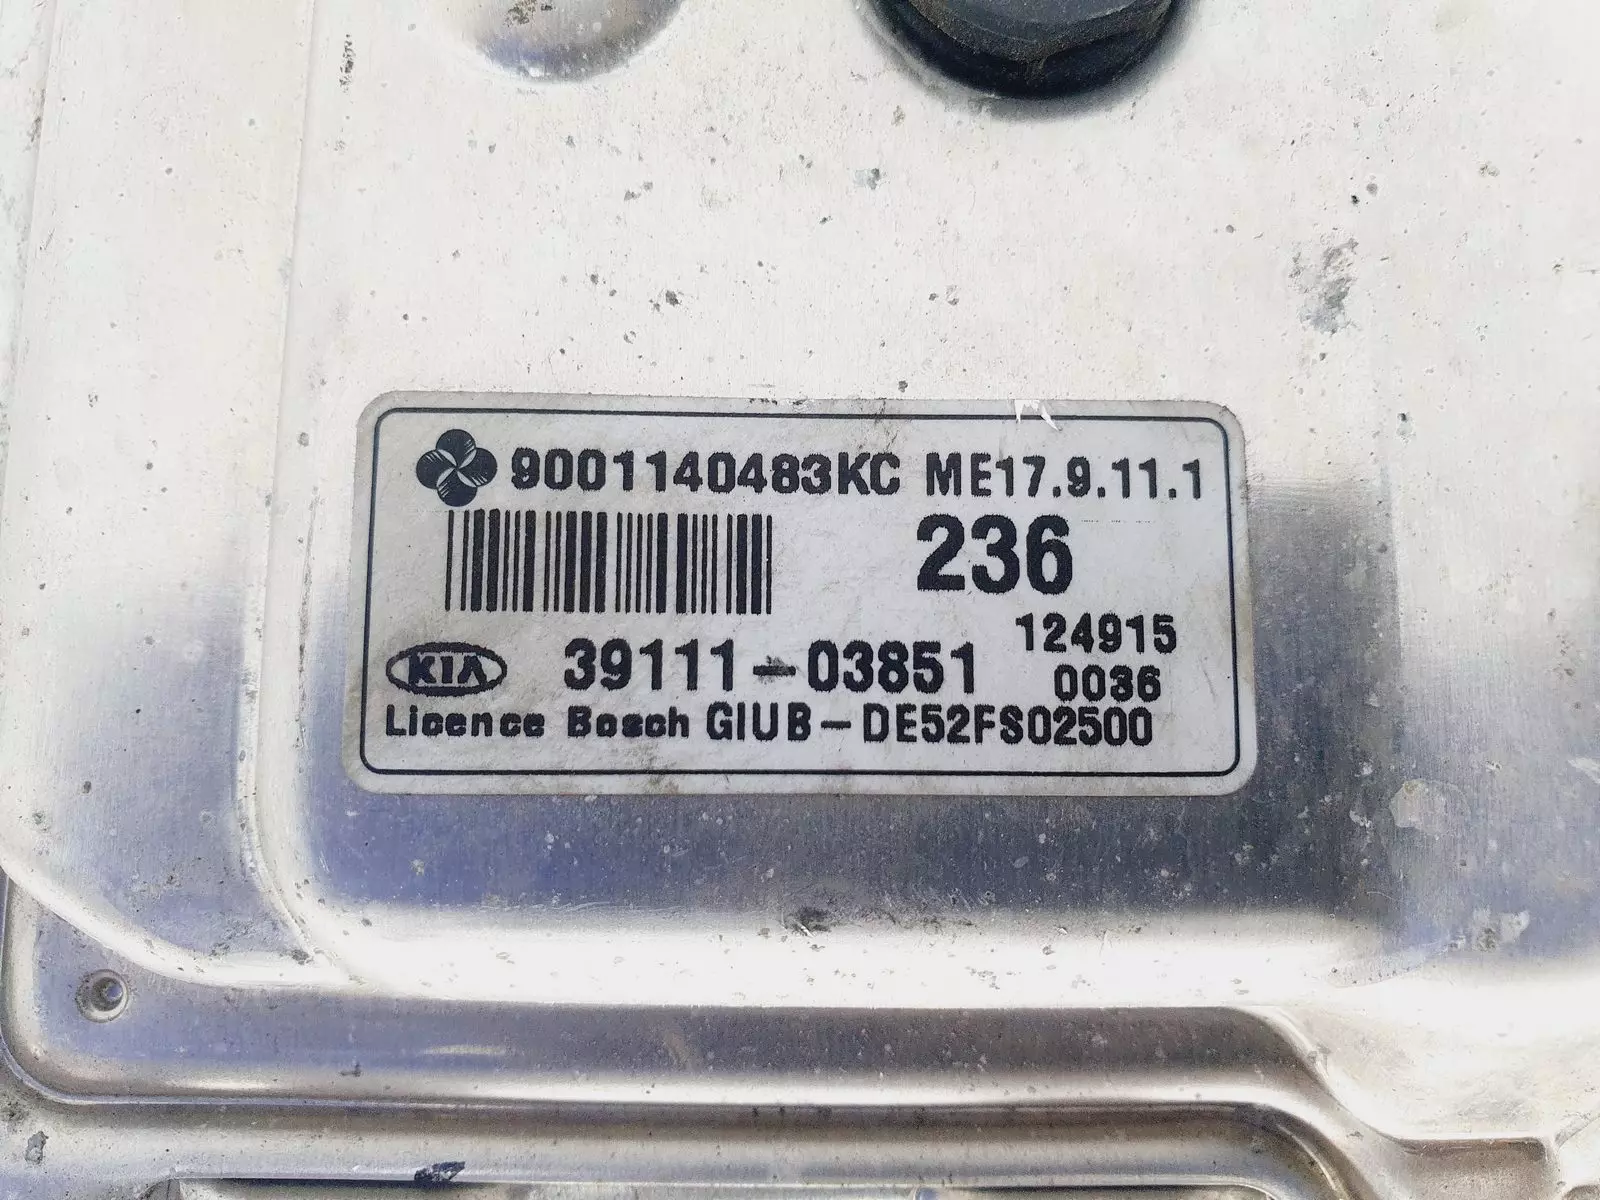 9001140483KC ME17.9.11.1
236
124915
KIA 39111-03851 0036
Licence Bosch GIUB-DE52FS02500